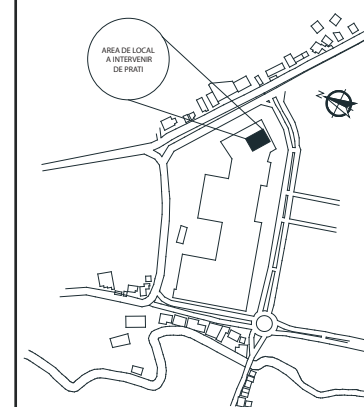 AREA DE LOCAL
A INTERVENIR
DE PRATI
N